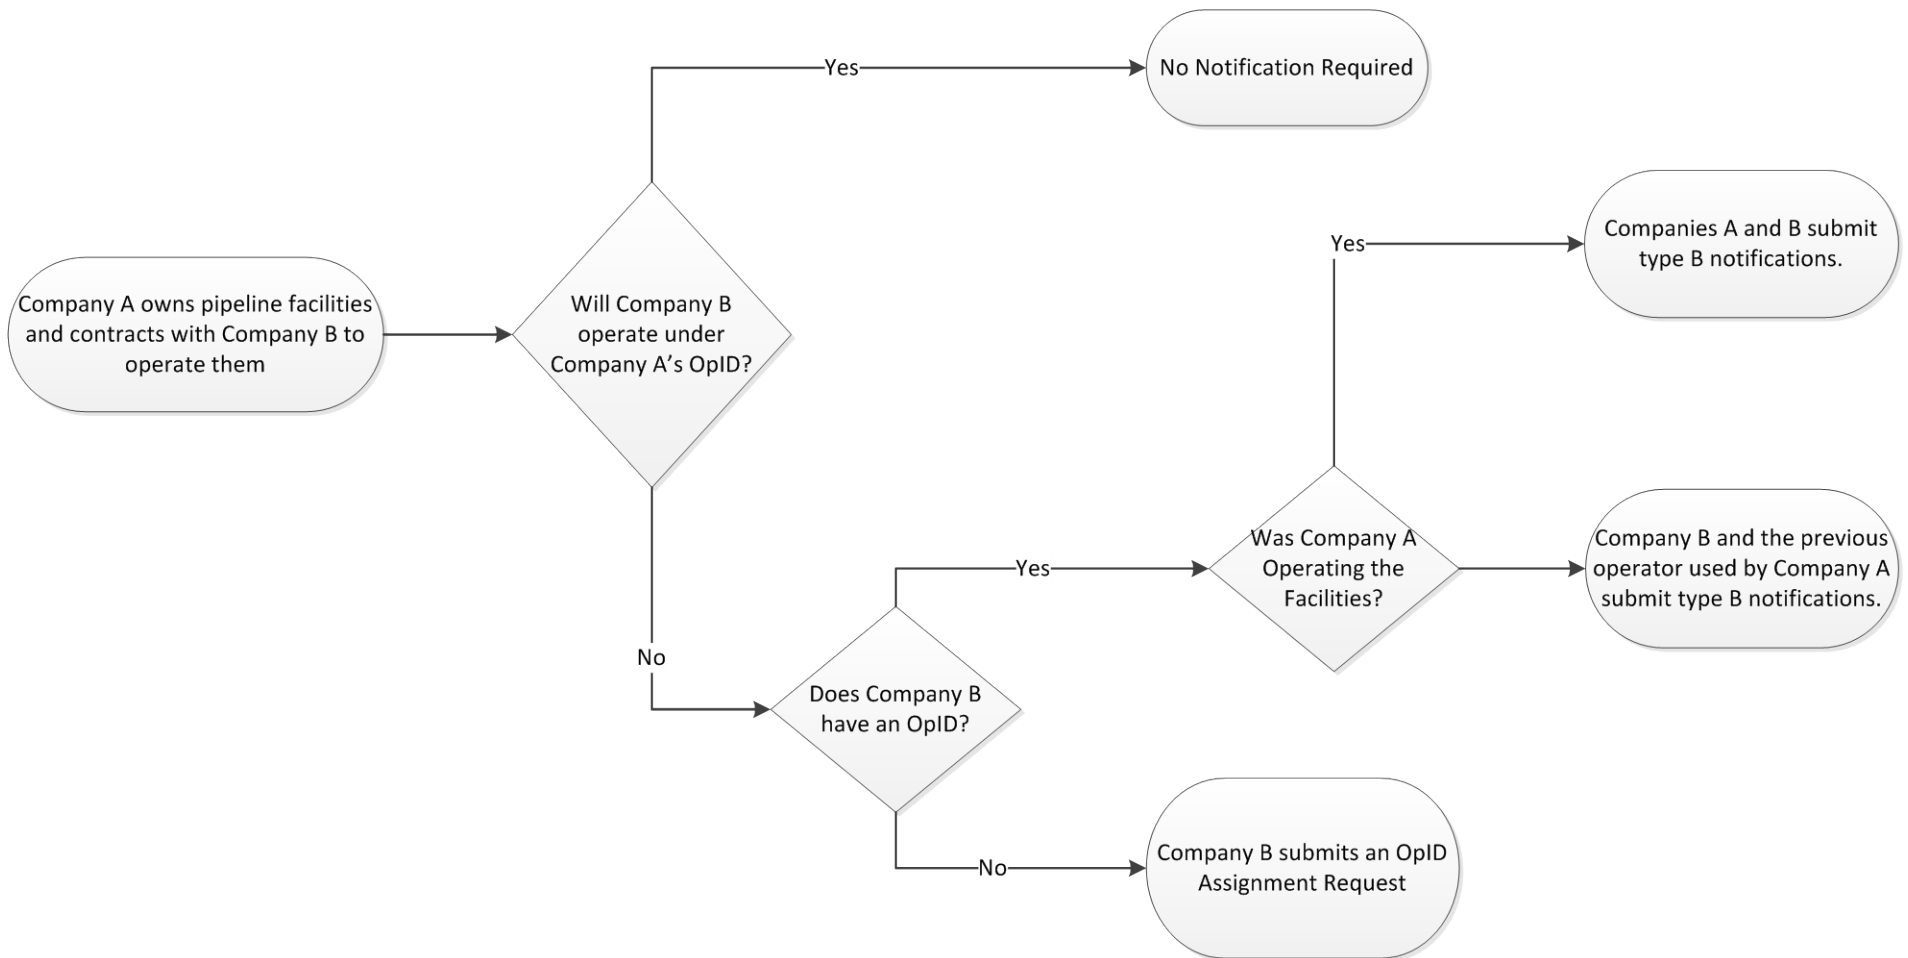 Company A owns pipeline facilities
and contracts with Company B to
operate them
Will Company B
operate under
Company A’s OpID?
Yes
No Notification Required
No
Does Company B
have an OpID?
Yes
Was Company A
Operating the
Facilities?
Yes
Companies A and B submit
type B notifications.
Company B and the previous
operator used by Company A
submit type B notifications.
No
Company B submits an OpID
Assignment Request